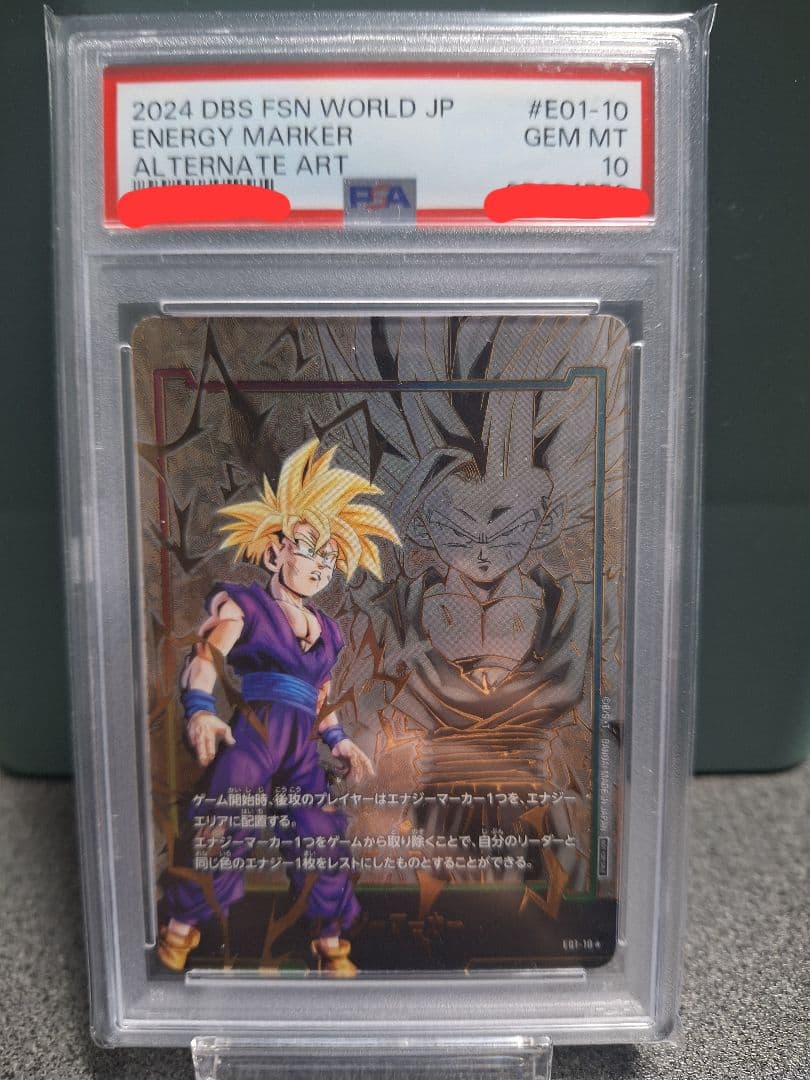 2024 DBS FSN WORLD JP #E01-10
ENERGY MARKER GEM MT
ALTERNATE ART 10
PSA
ゲーム開始時、後攻のプレイヤーはエナジーマーカー1つを、エナジー
エリアに配置する。
エナジーマーカー1つをゲームから取り除くことで、自分のリーダーと
同じ色のエナジー1枚をレストにしたものとすることができる。
E01-10
BANDAI MADE IN JAPAN